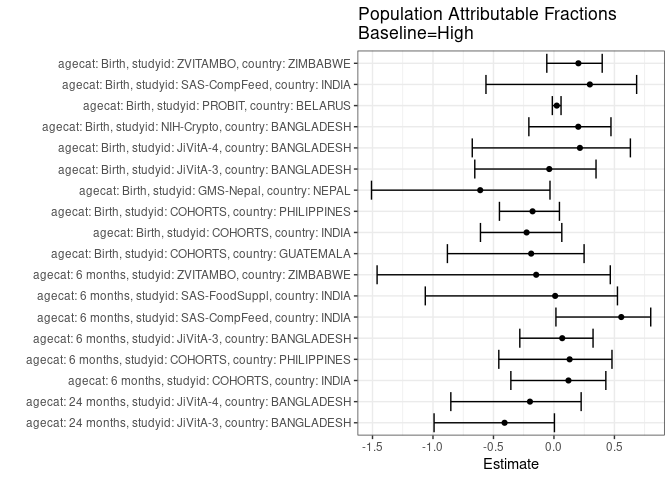 Population Attributable Fractions
Baseline=High
agecat: Birth, studyid: ZVITAMBO, country: ZIMBABWE
agecat: Birth, studyid: SAS-CompFeed, country: INDIA
agecat: Birth, studyid: PROBIT, country: BELARUS
agecat: Birth, studyid: NIH-Crypto, country: BANGLADESH
agecat: Birth, studyid: JiVitA-4, country: BANGLADESH
agecat: Birth, studyid: JiVitA-3, country: BANGLADESH
agecat: Birth, studyid: GMS-Nepal, country: NEPAL
agecat: Birth, studyid: COHORTS, country: PHILIPPINES
agecat: Birth, studyid: COHORTS, country: INDIA
agecat: Birth, studyid: COHORTS, country: GUATEMALA
agecat: 6 months, studyid: ZVITAMBO, country: ZIMBABWE
agecat: 6 months, studyid: SAS-FoodSuppl, country: INDIA
agecat: 6 months, studyid: SAS-CompFeed, country: INDIA
agecat: 6 months, studyid: JiVitA-3, country: BANGLADESH
agecat: 6 months, studyid: COHORTS, country: PHILIPPINES
agecat: 6 months, studyid: COHORTS, country: INDIA
agecat: 24 months, studyid: JiVitA-4, country: BANGLADESH
agecat: 24 months, studyid: JiVitA-3, country: BANGLADESH
-1.5 -1.0 -0.5 0.0 0.5
Estimate